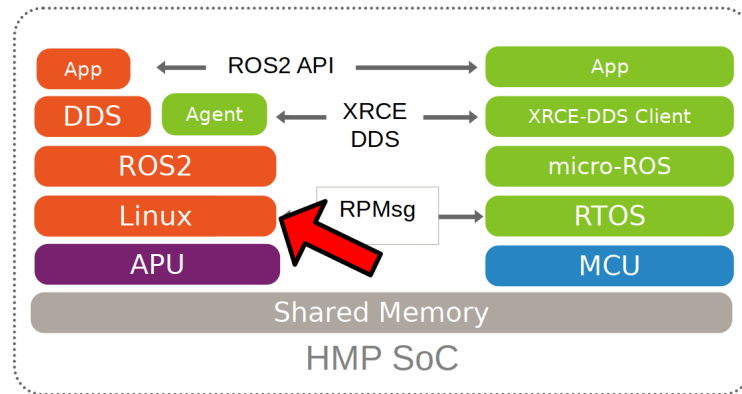 App
ROS2 API
App
DDS
Agent
XRCE
DDS
XRCE-DDS Client
ROS2
micro-ROS
Linux
RPMsg
RTOS
APU
MCU
Shared Memory
HMP SoC